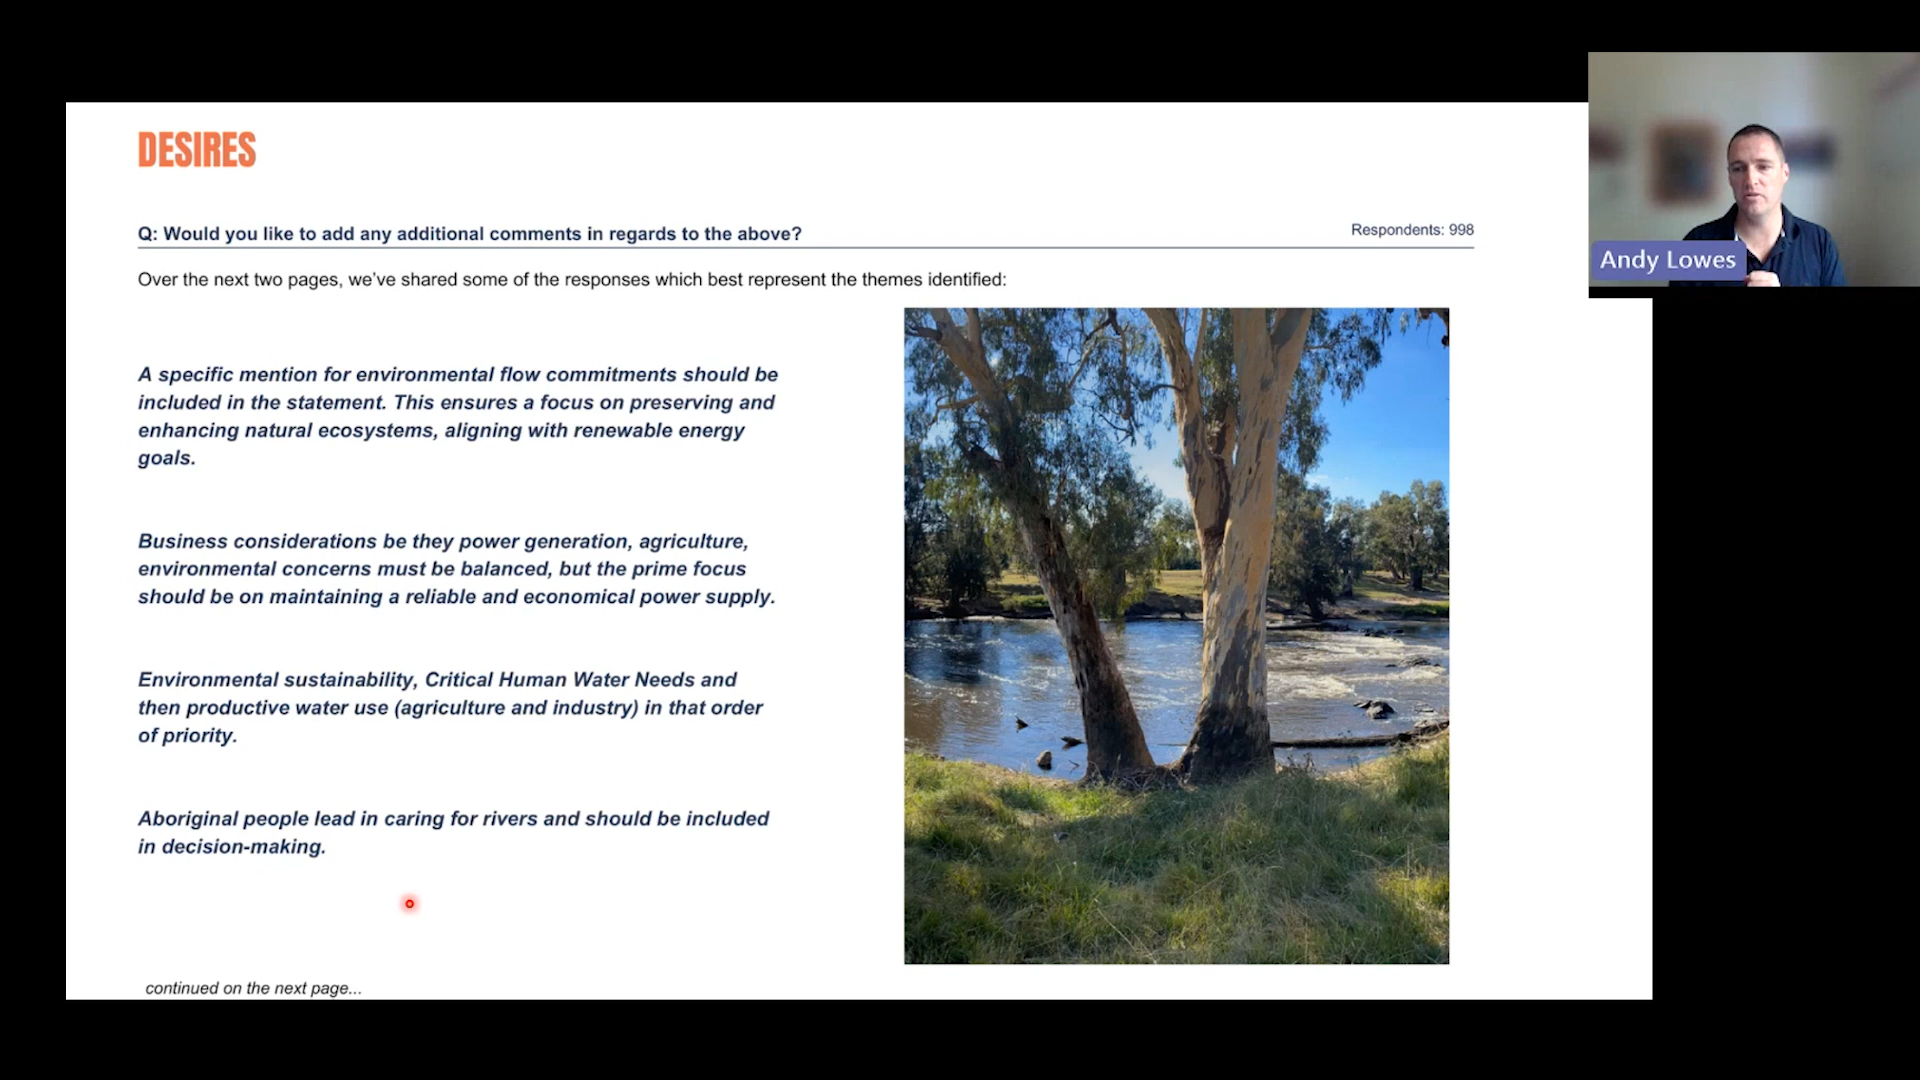 DESIRES
Q: Would you like to add any additional comments in regards to the above?
Respondents: 998
Over the next two pages, we've shared some of the responses which best represent the themes identified:
A specific mention for environmental flow commitments should be
included in the statement. This ensures a focus on preserving and
enhancing natural ecosystems, aligning with renewable energy
goals.
Business considerations be they power generation, agriculture,
environmental concerns must be balanced, but the prime focus
should be on maintaining a reliable and economical power supply.
Environmental sustainability, Critical Human Water Needs and
then productive water use (agriculture and industry) in that order
of priority.
Aboriginal people lead in caring for rivers and should be included
in decision-making.
continued on the next page...
Andy Lowes